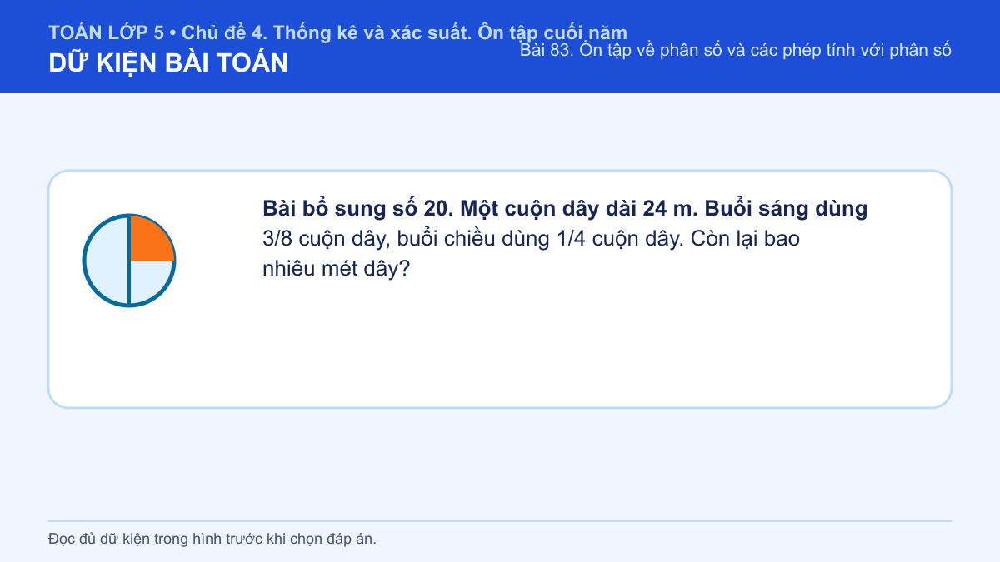 TOÁN LỚP 5 • Chủ đề 4. Thống kê và xác suất. Ôn tập cuối năm
Bài 83. Ôn tập về phân số và các phép tính với phân số
DỮ KIỆN BÀI TOÁN
Bài bổ sung số 20. Một cuộn dây dài 24 m. Buổi sáng dùng
3/8 cuộn dây, buổi chiều dùng 1/4 cuộn dây. Còn lại bao
nhiêu mét dây?
Đọc đủ dữ kiện trong hình trước khi chọn đáp án.